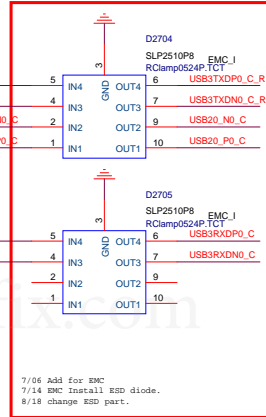 D2704
SLP2510P8 EMC_I
RClamp0524P.TCT
3
GND
5 IN4 OUT4 6 USB3TXDP0_C_R
4 IN3 OUT3 7 USB3TXDN0_C_R
N0_C 2 IN2 OUT2 9 USB20_N0_C
P0_C 1 IN1 OUT1 10 USB20_P0_C
D2705
SLP2510P8 EMC_I
RClamp0524P.TCT
3
GND
5 IN4 OUT4 6 USB3RXDP0_C
4 IN3 OUT3 7 USB3RXDN0_C
2 IN2 OUT2 9
1 IN1 OUT1 10
7/06 Add for EMC
7/14 EMC Install ESD diode.
8/18 change ESD part.